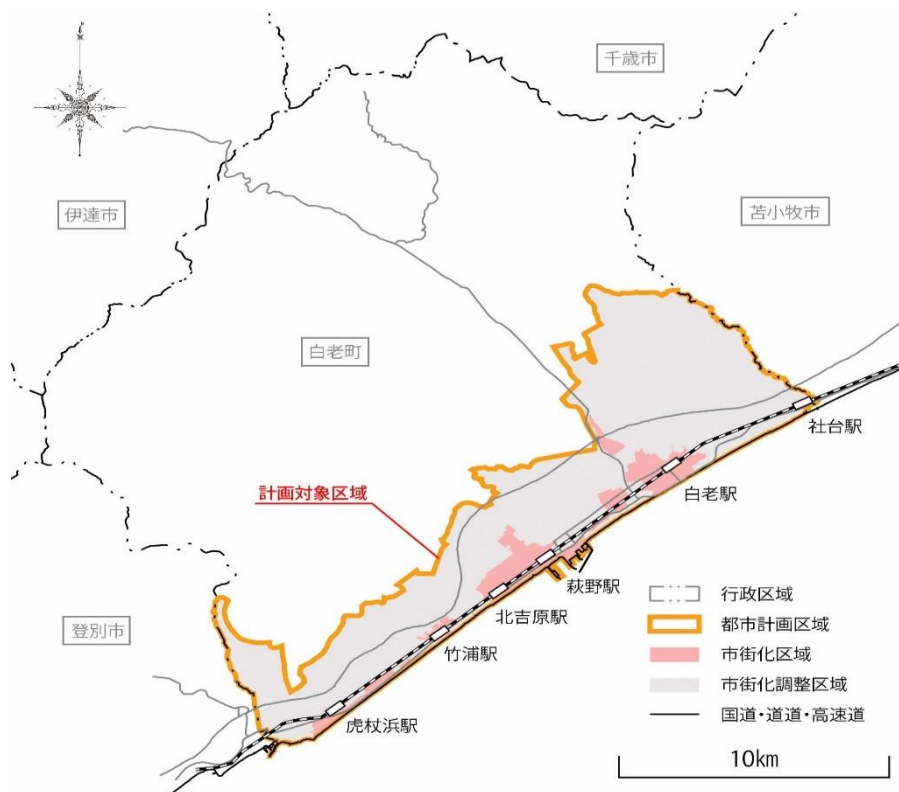 千歳市
伊達市
苫小牧市
白老町
社台駅
計画対象区域
白老駅
萩野駅
行政区域
北吉原駅
都市計画区域
登別市
竹浦駅
市街化区域
市街化調整区域
虎杖浜駅
国道・道道・高速道
10km